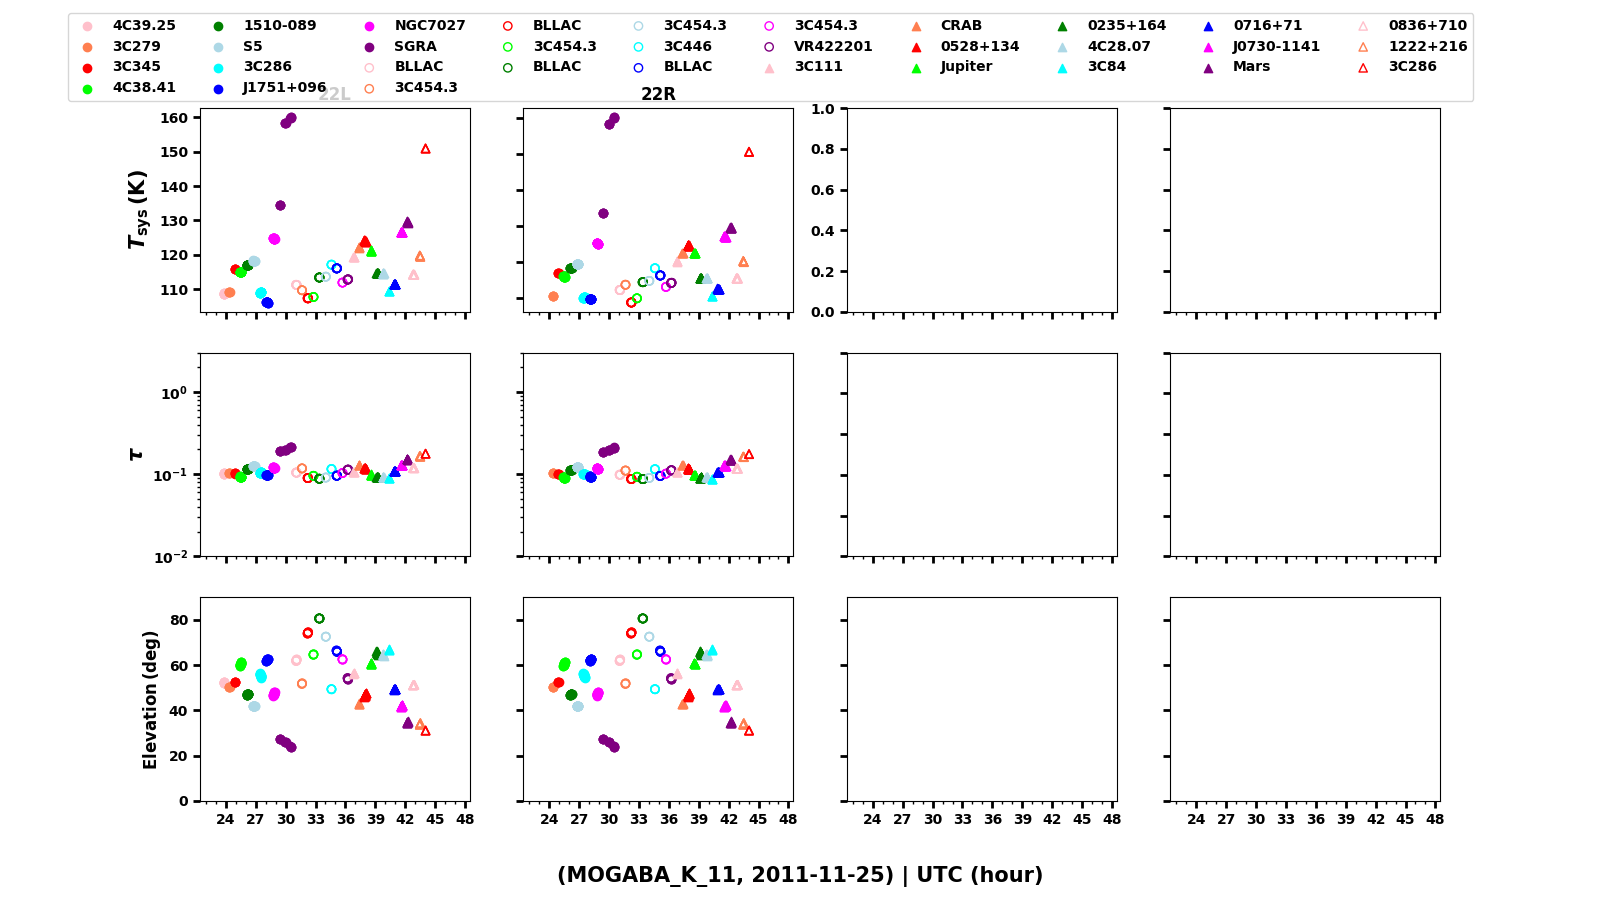 4C39.25 1510-089 NGC7027 BLLAC 3C454.3 3C454.3 CRAB 0235+164 0716+71 0836+710
3C279 S5 SGRA 3C454.3 3C446 VR422201 0528+134 4C28.07 J0730-1141 1222+216
3C345 3C286 BLLAC BLLAC BLLAC 3C111 Jupiter 3C84 Mars 3C286
4C38.41 J1751+096 3C454.3
22L 22R
160 1.0
150 0.8
140 0.6
130
120 0.4
110 0.2
0.0
Tsys (K)
10⁰
10⁻¹
10⁻²
τ
80
60
40
20
0
Elevation (deg)
24 27 30 33 36 39 42 45 48 24 27 30 33 36 39 42 45 48 24 27 30 33 36 39 42 45 48 24 27 30 33 36 39 42 45 48
(MOGABA_K_11, 2011-11-25) | UTC (hour)